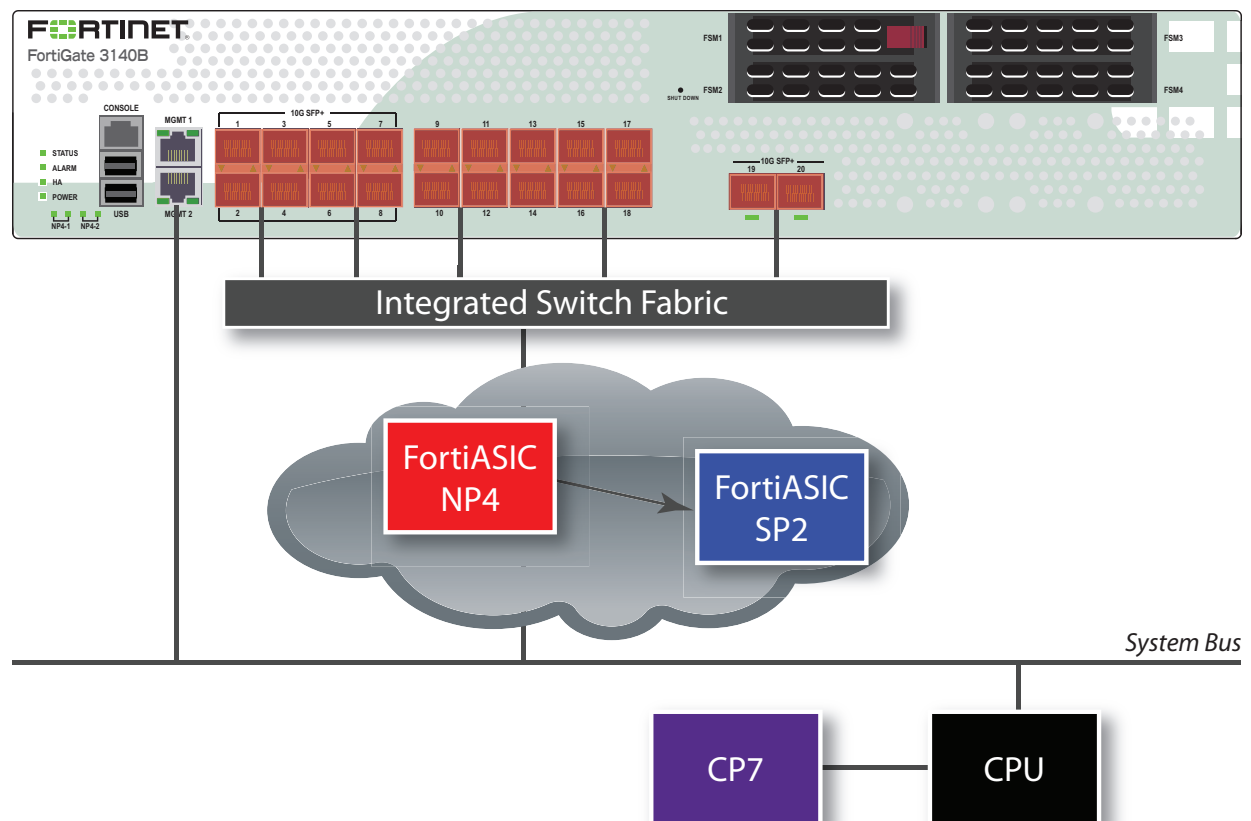 FORTINET
FortiGate 3140B
FSM1
FSM3
SHUT DOWN
FSM2
FSM4
CONSOLE
MGMT 1
10G SFP+
1 3 5 7
9 11 13 15 17
STATUS
ALARM
HA
POWER
10G SFP+
19 20
NP4-1 NP4-2
USB
MGMT 2
2 4 6 8
10 12 14 16 18
Integrated Switch Fabric
FortiASIC
NP4
FortiASIC
SP2
System Bus
CP7
CPU